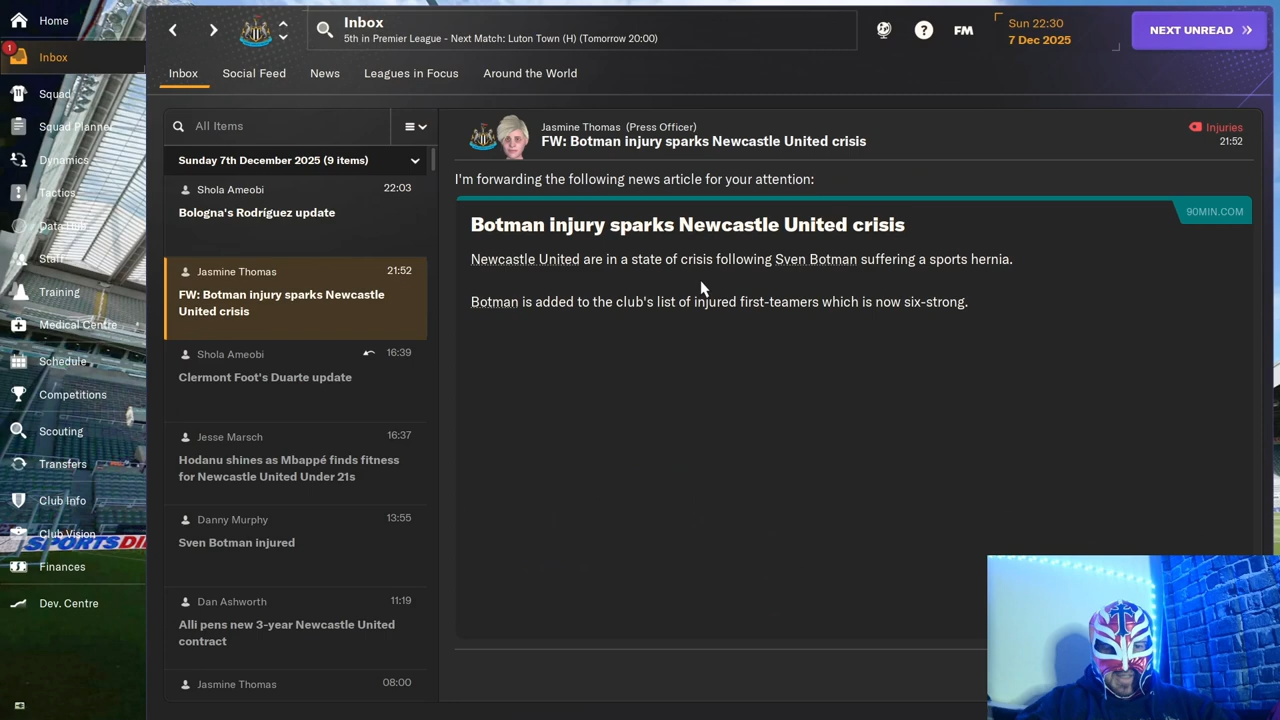 Home
1
Inbox
Squad
Squad Planner
Dynamics
Tactics
Data Hub
Staff
Training
Medical Centre
Schedule
Competitions
Scouting
Transfers
Club Info
Club Vision
Finances
Dev. Centre
Inbox
5th in Premier League - Next Match: Luton Town (H) (Tomorrow 20:00)
?
FM
Sun 22:30
7 Dec 2025
NEXT UNREAD
Inbox
Social Feed
News
Leagues in Focus
Around the World
All Items
Sunday 7th December 2025 (9 items)
Shola Ameobi 22:03
Bologna's Rodríguez update
Jasmine Thomas 21:52
FW: Botman injury sparks Newcastle
United crisis
Shola Ameobi 16:39
Clermont Foot's Duarte update
Jesse Marsch 16:37
Hodanu shines as Mbappé finds fitness
for Newcastle United Under 21s
Danny Murphy 13:55
Sven Botman injured
Dan Ashworth 11:19
Alli pens new 3-year Newcastle United
contract
Jasmine Thomas 08:00
Jasmine Thomas (Press Officer)
FW: Botman injury sparks Newcastle United crisis
Injuries
21:52
I'm forwarding the following news article for your attention:
90MIN.COM
Botman injury sparks Newcastle United crisis
Newcastle United are in a state of crisis following Sven Botman suffering a sports hernia.
Botman is added to the club's list of injured first-teamers which is now six-strong.
SPORTS DI